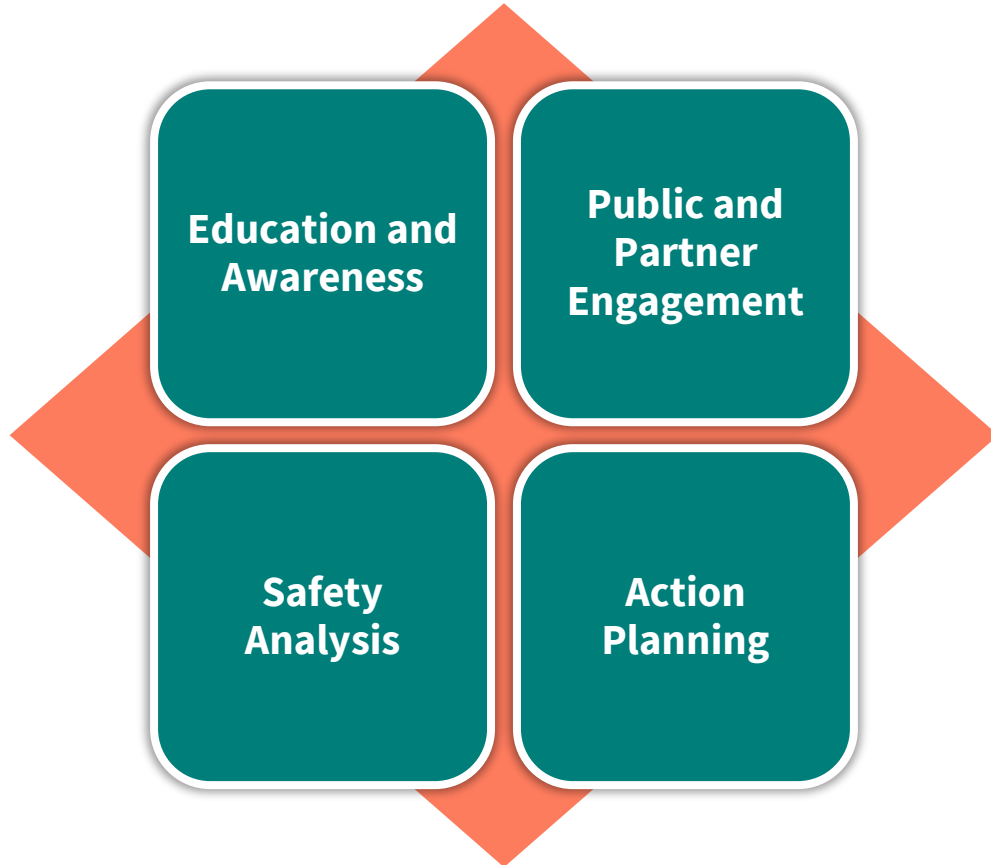 Education and
Awareness
Public and
Partner
Engagement
Safety
Analysis
Action
Planning